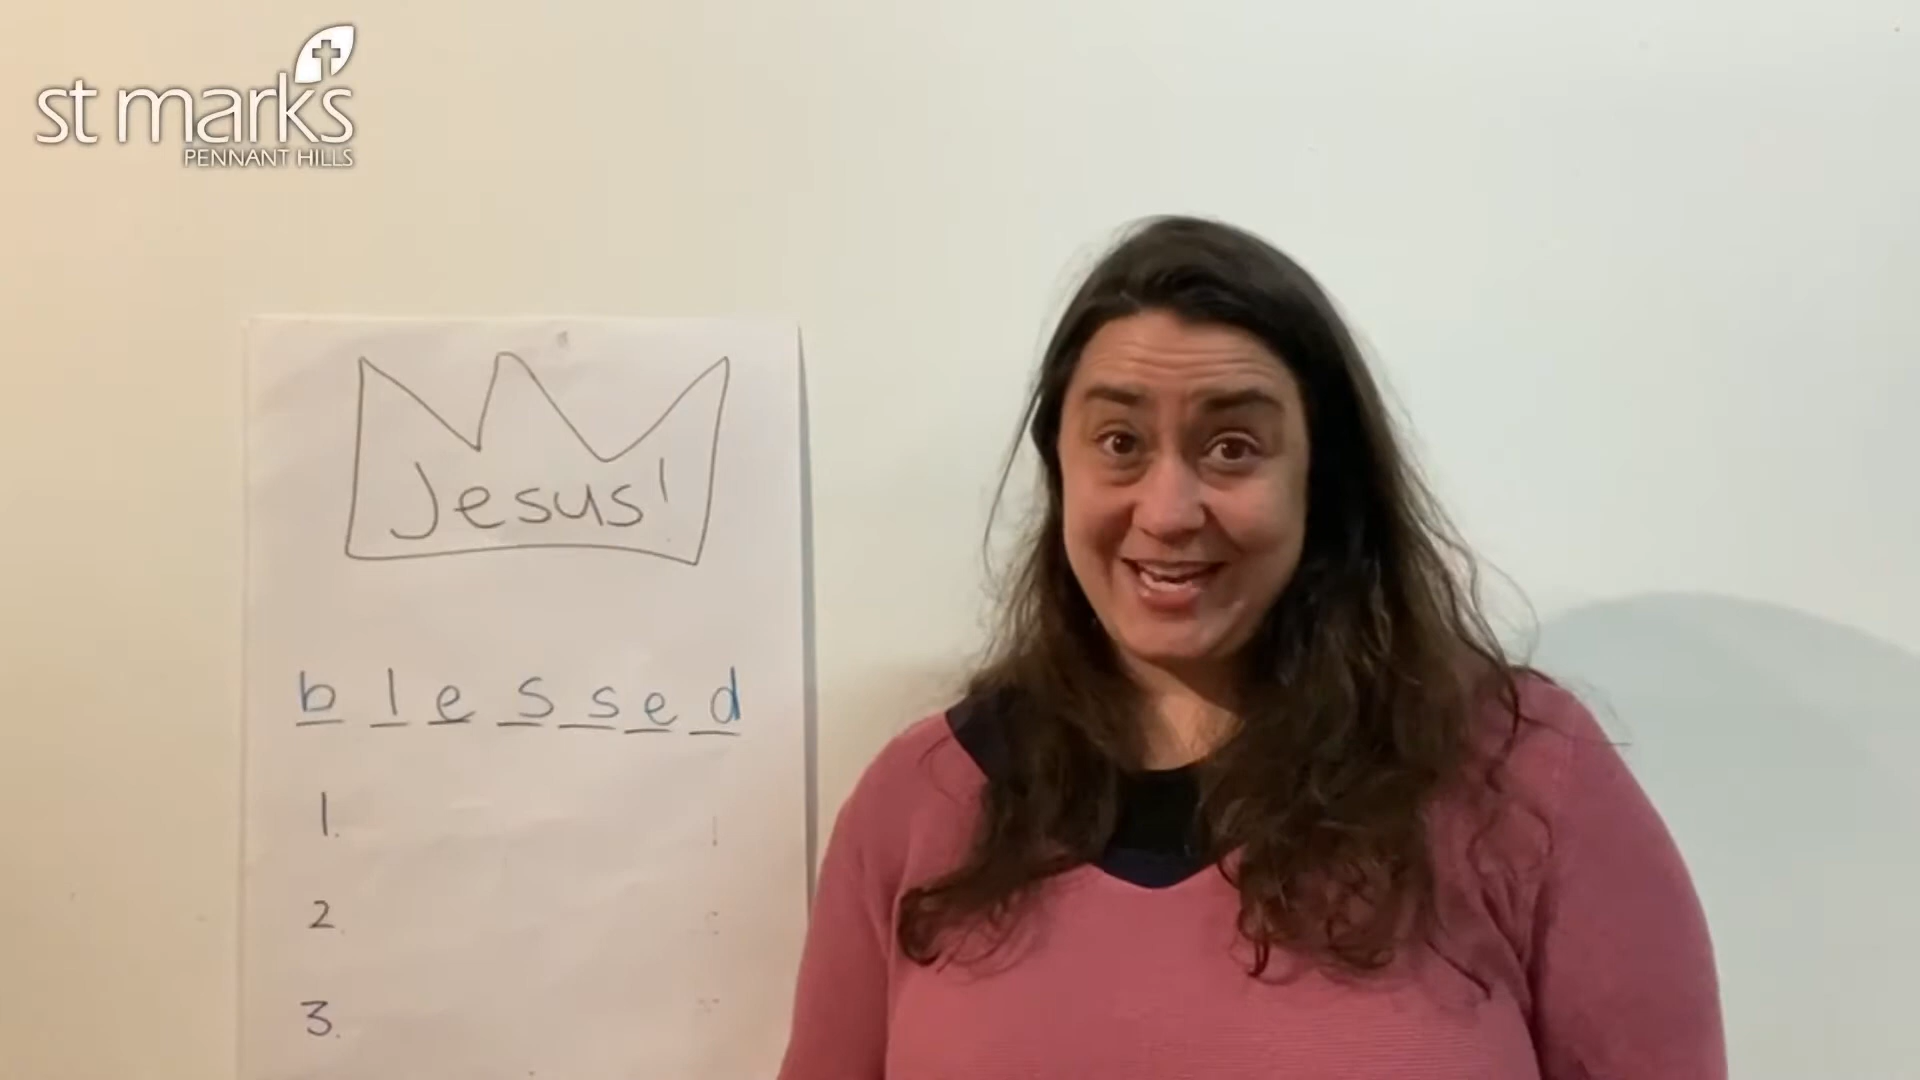 st marks
PENNANT HILLS
Jesus!
blessed
1.
2.
3.